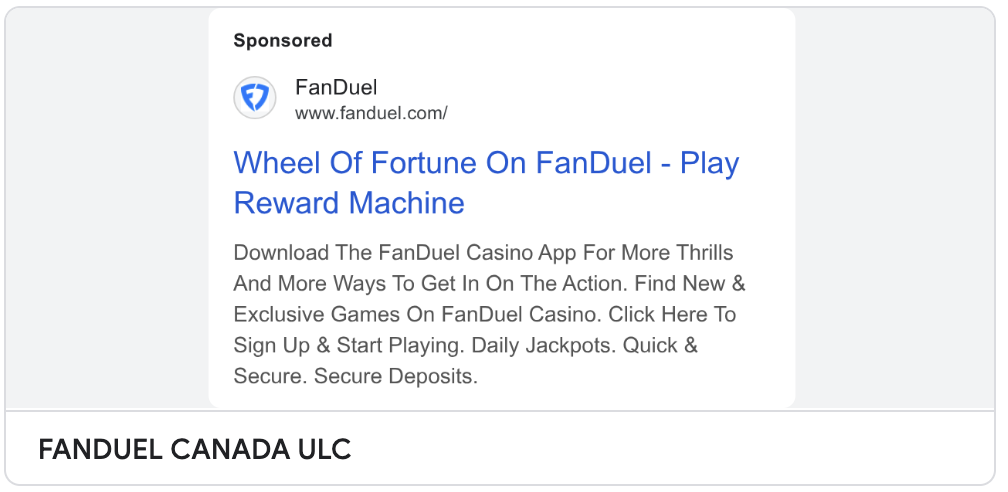 Sponsored
FanDuel
www.fanduel.com/
Wheel Of Fortune On FanDuel - Play
Reward Machine
Download The FanDuel Casino App For More Thrills
And More Ways To Get In On The Action. Find New &
Exclusive Games On FanDuel Casino. Click Here To
Sign Up & Start Playing. Daily Jackpots. Quick &
Secure. Secure Deposits.
FANDUEL CANADA ULC